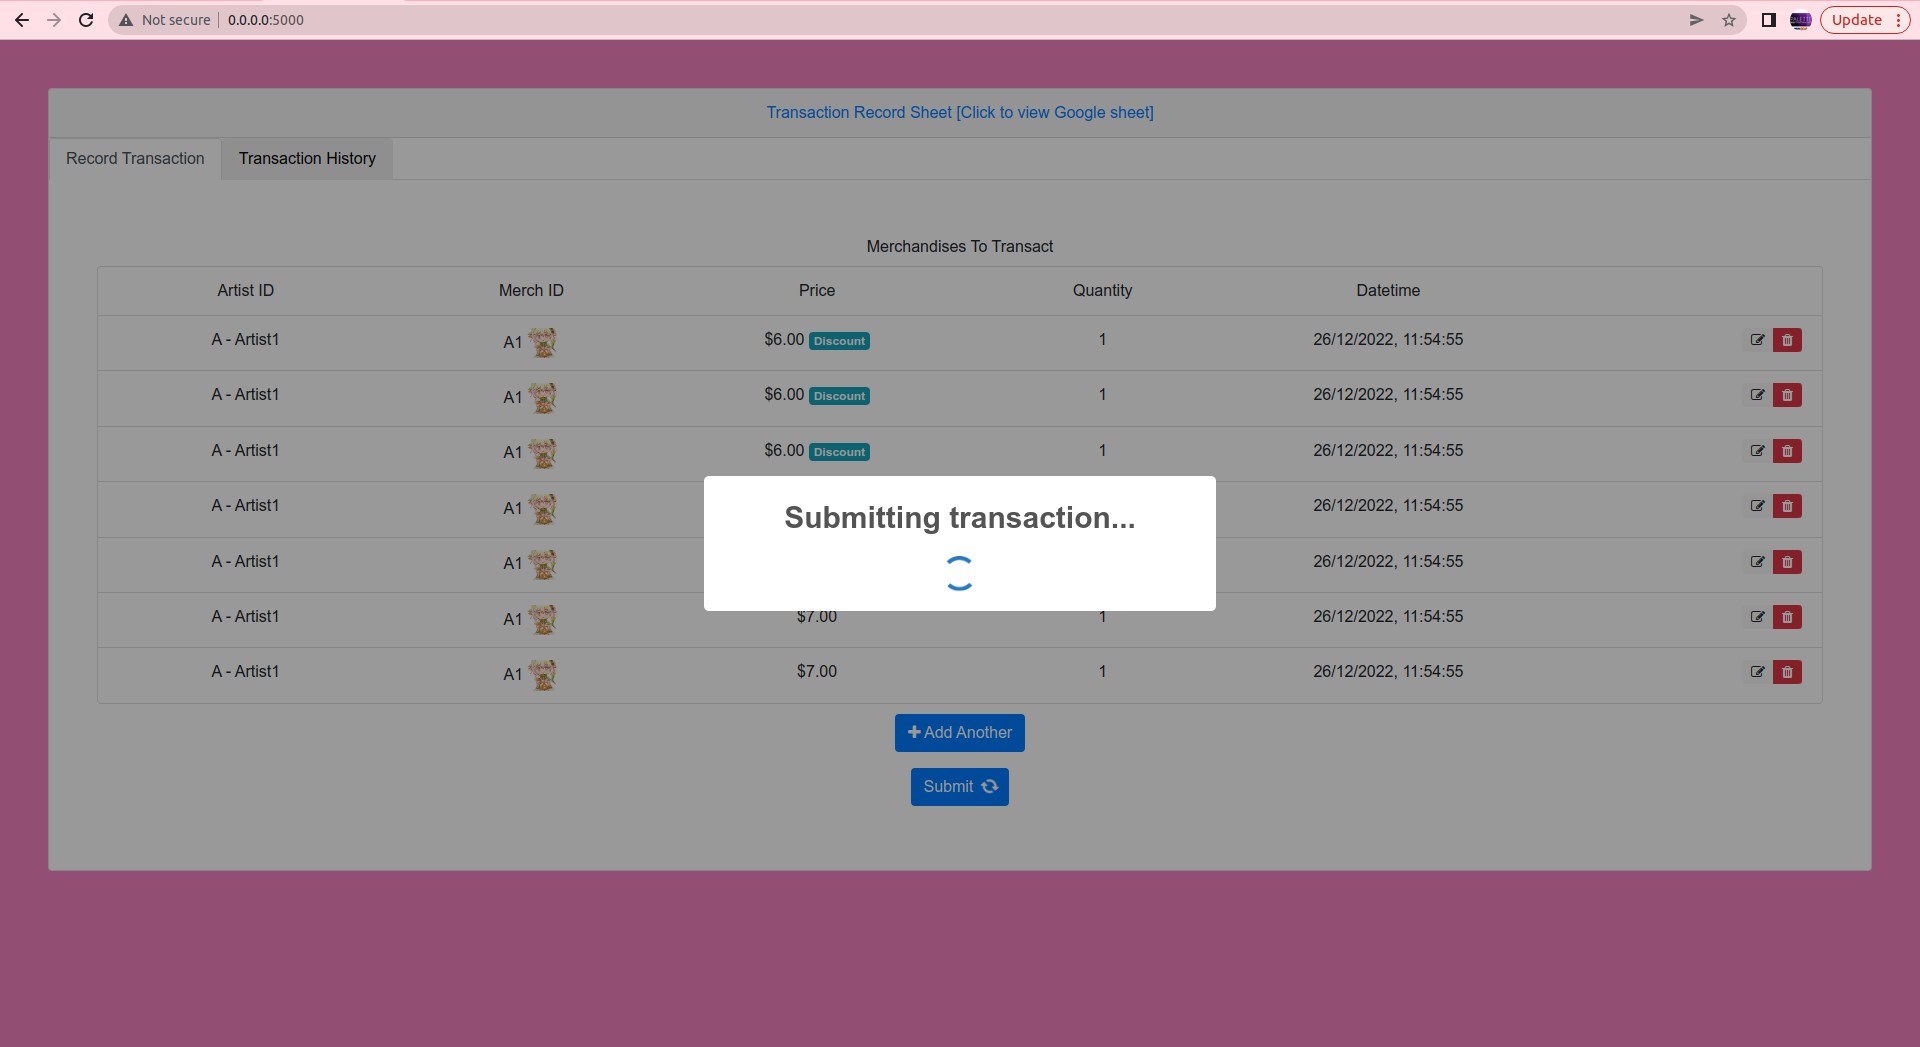 Not secure 0.0.0.0:5000 Update
Transaction Record Sheet [Click to view Google sheet]
Record Transaction Transaction History
Merchandises To Transact
Artist ID Merch ID Price Quantity Datetime
A - Artist1 A1 $6.00 Discount 1 26/12/2022, 11:54:55
A - Artist1 A1 $6.00 Discount 1 26/12/2022, 11:54:55
A - Artist1 A1 $6.00 Discount 1 26/12/2022, 11:54:55
A - Artist1 A1 26/12/2022, 11:54:55
Submitting transaction...
A - Artist1 A1 26/12/2022, 11:54:55
A - Artist1 A1 $7.00 1 26/12/2022, 11:54:55
A - Artist1 A1 $7.00 1 26/12/2022, 11:54:55
Add Another
Submit